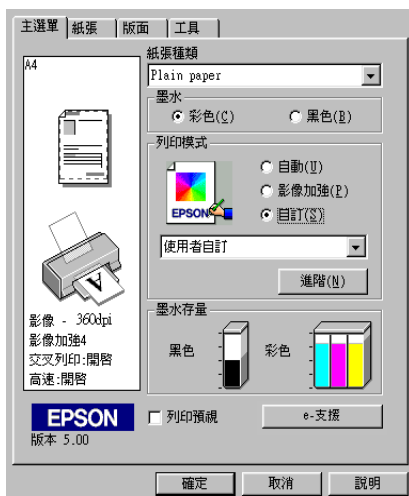 主選單 紙張 版面 工具
A4
紙張種類
Plain paper
墨水
彩色(C) 黑色(B)
列印模式
EPSON
自動(U)
影像加強(P)
自訂(S)
使用者自訂
進階(N)
影像 - 360dpi
影像加強4
交叉列印:開啓
高速:開啓
墨水存量
黑色 彩色
EPSON
版本 5.00
列印預視 e-支援
確定 取消 說明